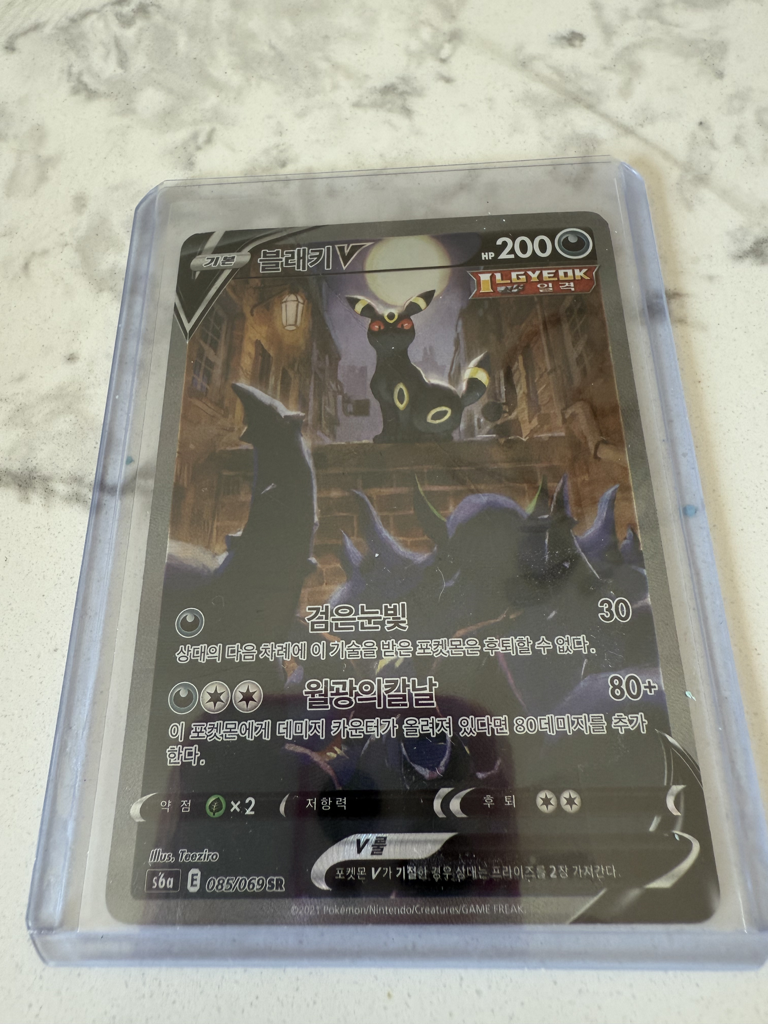 기본 블래키V HP 200
ILGYEOK
일격
검은눈빛 30
상대의 다음 차례에 이 기술을 받은 포켓몬은 후퇴할 수 없다.
월광의칼날 80+
이 포켓몬에게 데미지 카운터가 올려져 있다면 80데미지를 추가
한다.
약점 ×2 저항력 후퇴
V룰
포켓몬 V가 기절한 경우 상대는 프라이즈를 2장 가져간다.
Illus. Teeziro
s6a E 085/069 SR
©2021 Pokémon/Nintendo/Creatures/GAME FREAK.